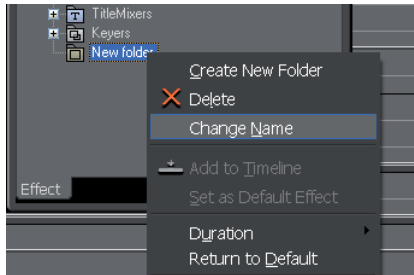 TitleMixers
Keyers
New folder
Create New Folder
Delete
Change Name
Add to Timeline
Set as Default Effect
Effect
Duration
Return to Default